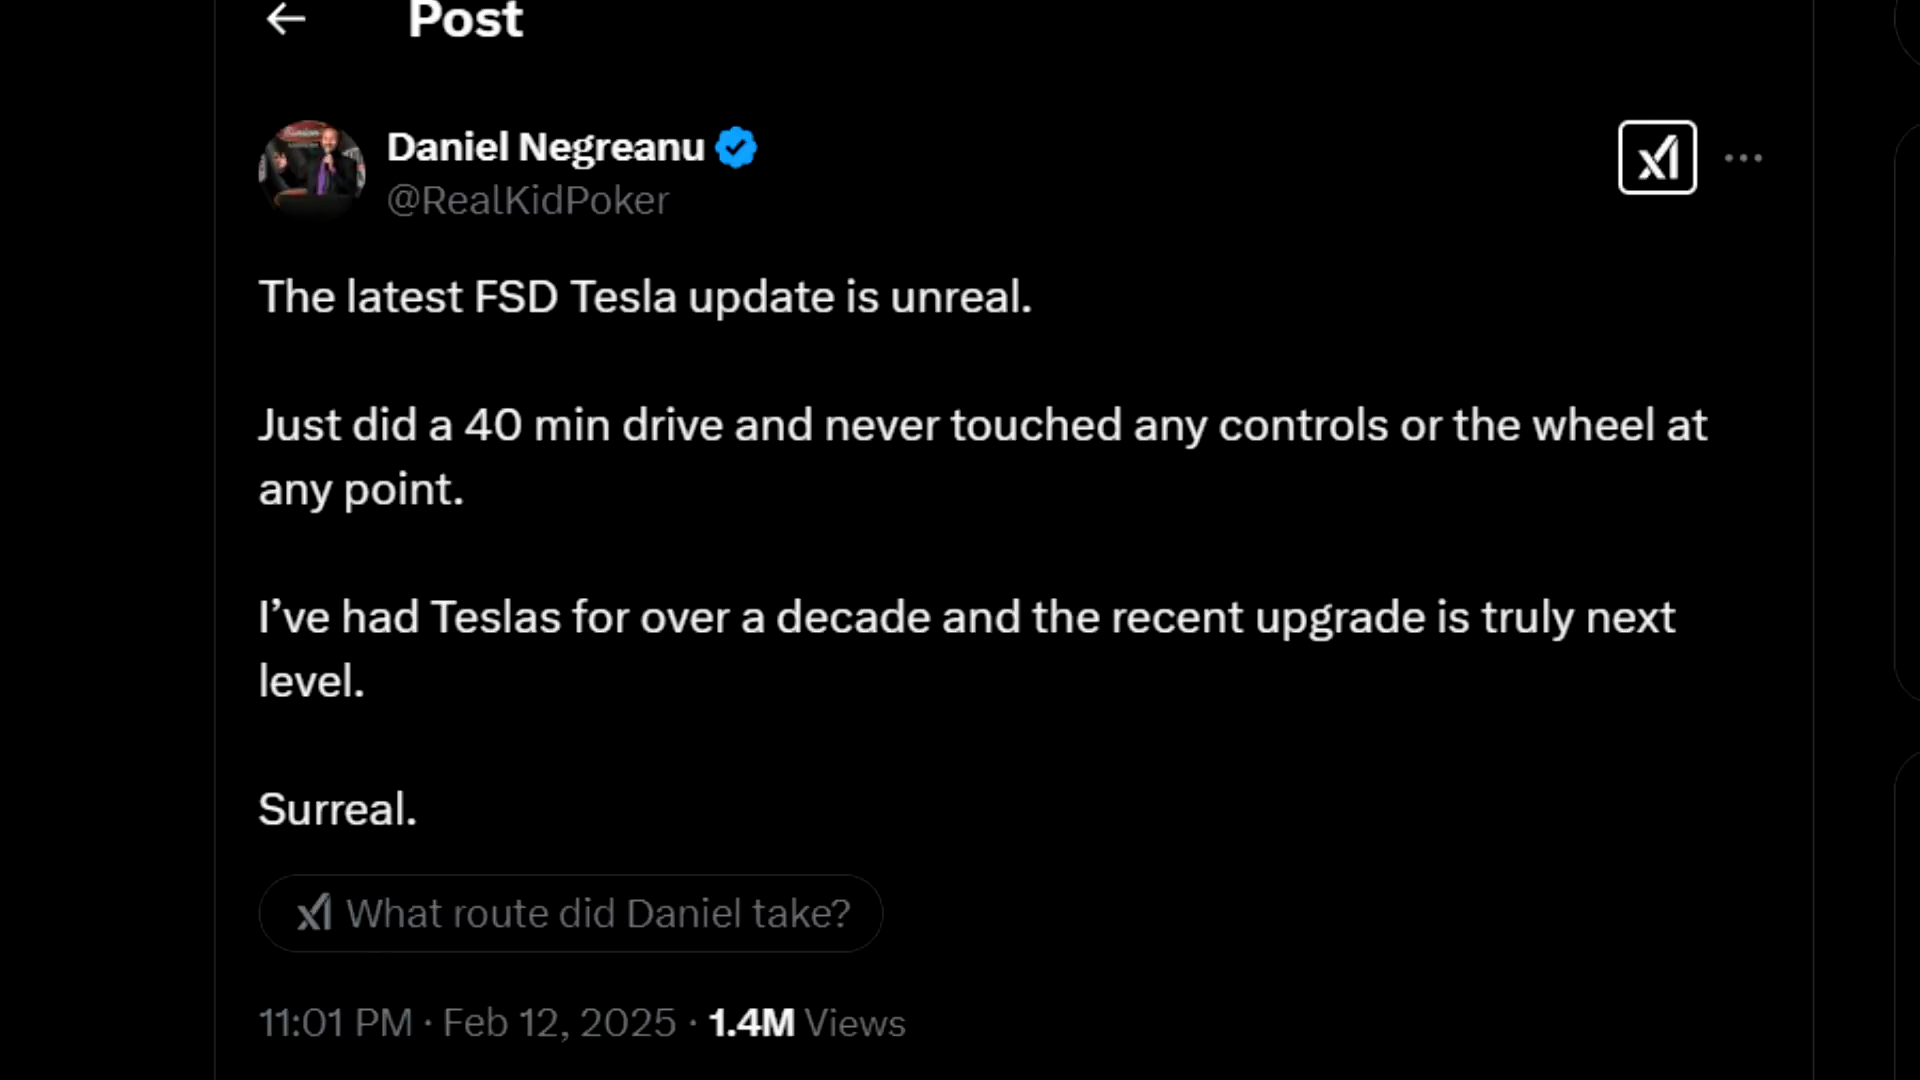 Post
Daniel Negreanu
@RealKidPoker
The latest FSD Tesla update is unreal.
Just did a 40 min drive and never touched any controls or the wheel at
any point.
I’ve had Teslas for over a decade and the recent upgrade is truly next
level.
Surreal.
What route did Daniel take?
11:01 PM · Feb 12, 2025 · 1.4M Views